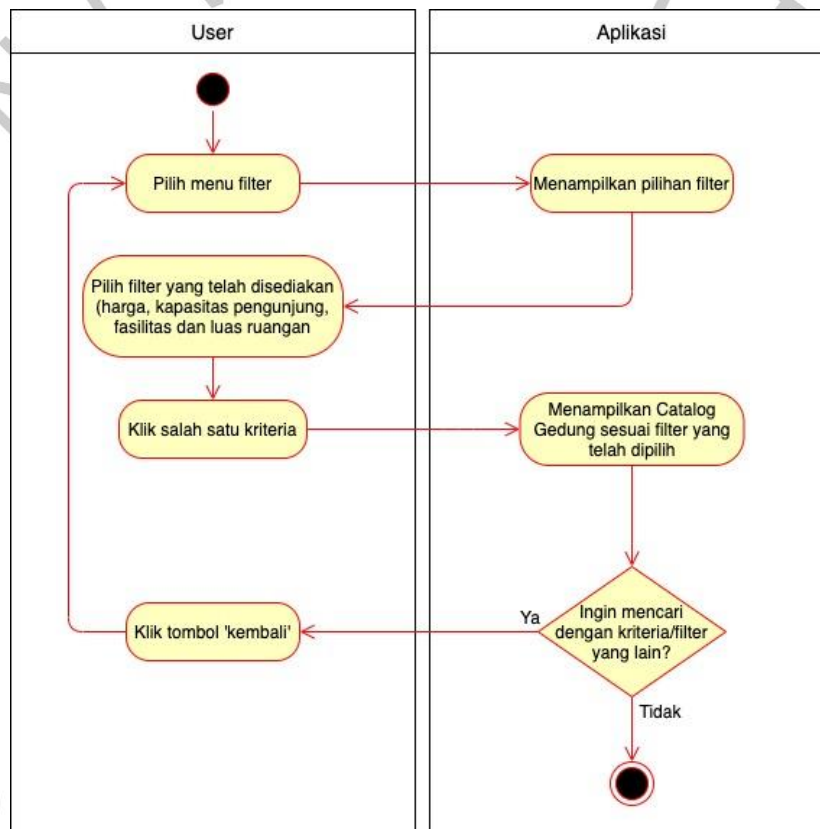 User
Aplikasi
Pilih menu filter
Menampilkan pilihan filter
Pilih filter yang telah disediakan
(harga, kapasitas pengunjung,
fasilitas dan luas ruangan
Klik salah satu kriteria
Menampilkan Catalog
Gedung sesuai filter yang
telah dipilih
Ingin mencari
dengan kriteria/filter
yang lain?
Ya
Klik tombol 'kembali'
Tidak